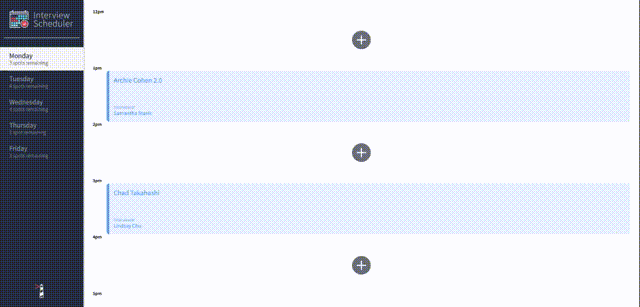 Interview
Scheduler
Monday
3 spots remaining
Tuesday
4 spots remaining
Wednesday
4 spots remaining
Thursday
spots remaining
Friday
3 spots remaining
12pm
1pm
Archie Cohen 2.0
Interviewer
Samantha Stanic
2pm
3pm
Chad Takahashi
Interviewer
Lindsay Chu
4pm
5pm